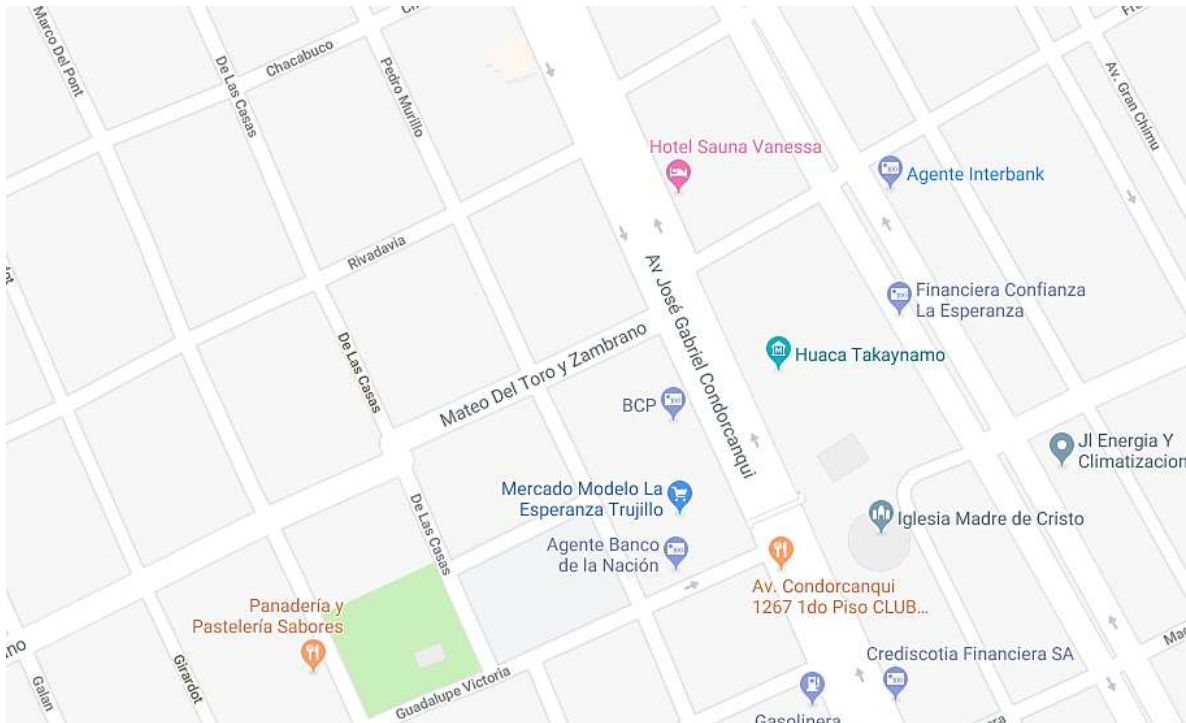 Marco Del Pont
De Las Casas
Chacabuco
Pedro Murillo
Av. Gran Chimu
Hotel Sauna Vanessa
Agente Interbank
Rivadavia
Av José Gabriel Condorcanqui
Financiera Confianza
La Esperanza
De Las Casas
Mateo Del Toro y Zambrano
Huaca Takaynamo
BCP
Jl Energia Y
Climatizacion
Mercado Modelo La
Esperanza Trujillo
De Las Casas
Iglesia Madre de Cristo
Agente Banco
de la Nación
Av. Condorcanqui
1267 1do Piso CLUB...
Panadería y
Pastelería Sabores
Crediscotia Financiera SA
Galan
Girardot
Guadalupe Victoria
Gasolinera